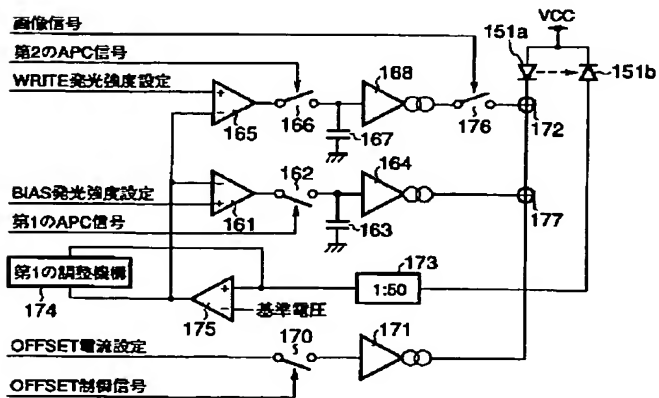 画像信号
第2のAPC信号
WRITE発光強度設定
BIAS発光強度設定
第1のAPC信号
第1の調整機構
174
OFFSET電流設定
OFFSET制御信号
165
166
167
168
176
161
162
163
164
175
基準電圧
173
1:50
170
171
VCC
151a
151b
172
177